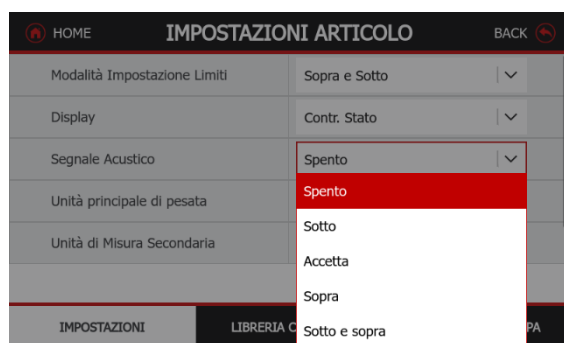 HOME IMPOSTAZIONI ARTICOLO BACK
Modalità Impostazione Limiti Sopra e Sotto
Display Contr. Stato
Segnale Acustico Spento
Spento
Unità principale di pesata
Sotto
Unità di Misura Secondaria
Accetta
Sopra
IMPOSTAZIONI LIBRERIA Sotto e sopra